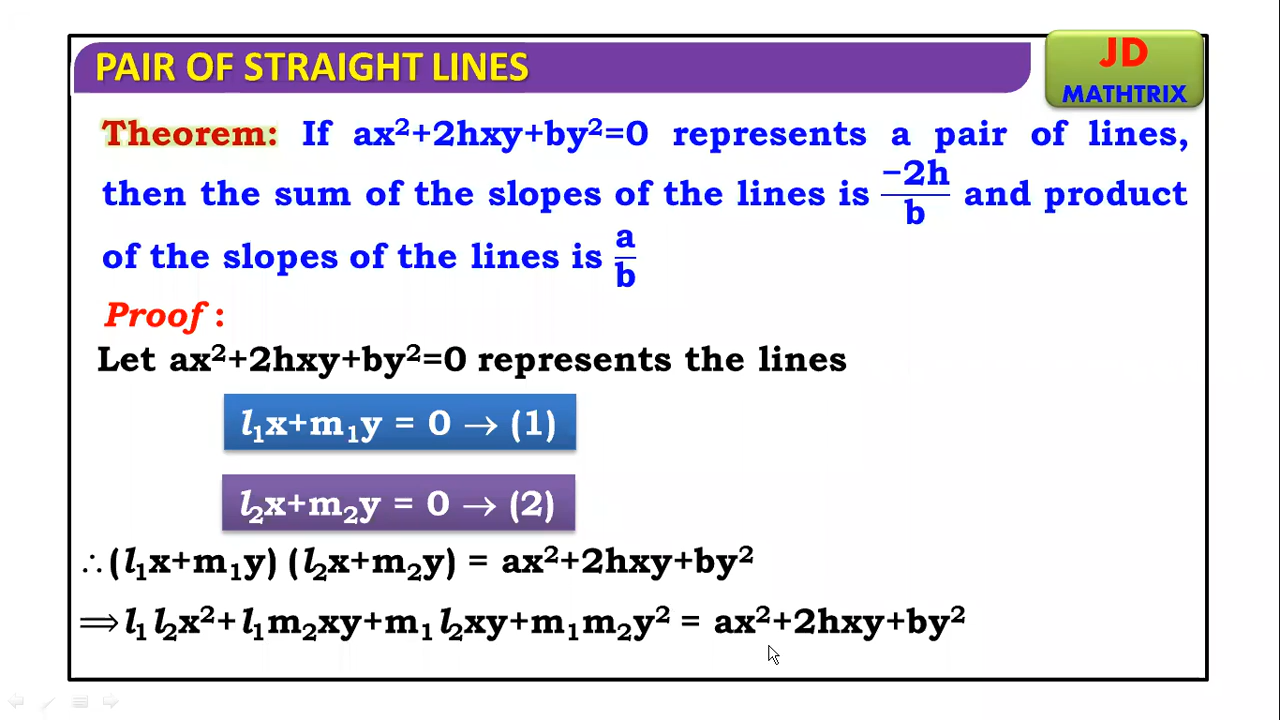 PAIR OF STRAIGHT LINES
JD
MATHTRIX
Theorem: If ax²+2hxy+by²=0 represents a pair of lines,
then the sum of the slopes of the lines is −2h/b and product
of the slopes of the lines is a/b
Proof :
Let ax²+2hxy+by²=0 represents the lines
l₁x+m₁y = 0 → (1)
l₂x+m₂y = 0 → (2)
∴(l₁x+m₁y) (l₂x+m₂y) = ax²+2hxy+by²
⟹l₁l₂x²+l₁m₂xy+m₁l₂xy+m₁m₂y² = ax²+2hxy+by²